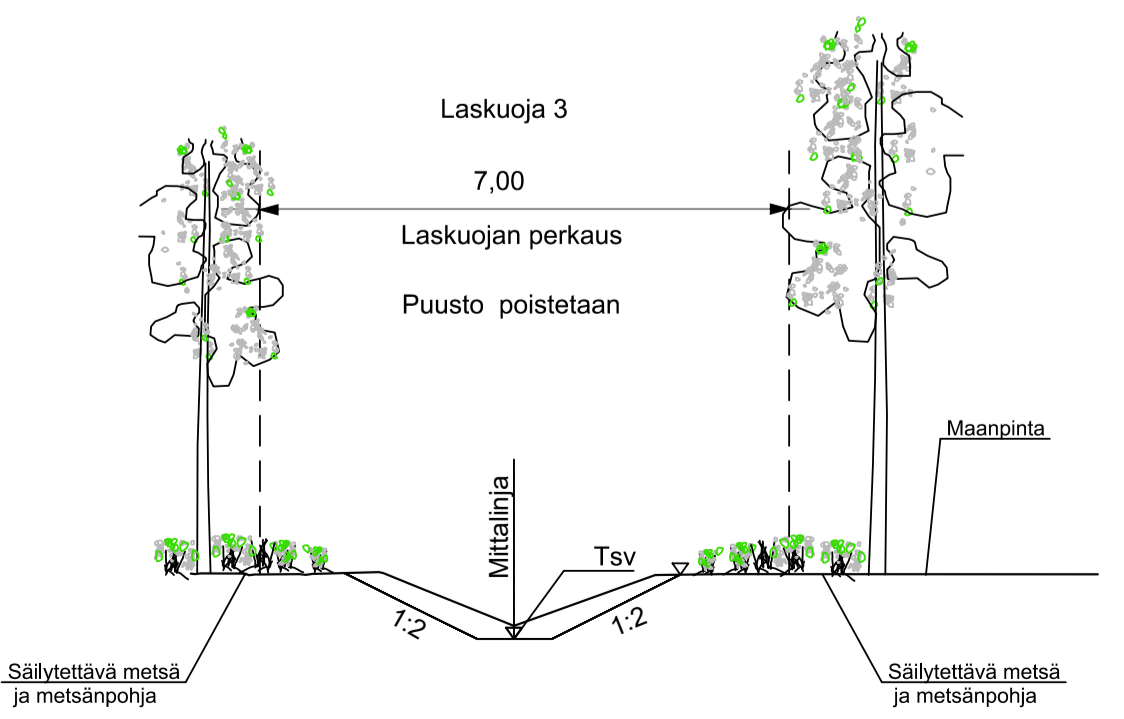 Laskuoja 3
7,00
Laskuojan perkaus
Puusto poistetaan
Maanpinta
Mittalinja
Tsv
1:2
1:2
Säilytettävä metsä
ja metsänpohja
Säilytettävä metsä
ja metsänpohja